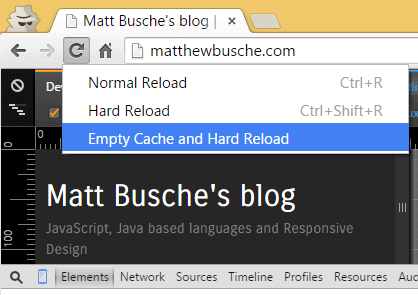 Matt Busche's blog |
matthewbusche.com
Normal Reload Ctrl+R
Hard Reload Ctrl+Shift+R
Empty Cache and Hard Reload
0
100
Matt Busche's blog
JavaScript, Java based languages and Responsive
Design
Elements Network Sources Timeline Profiles Resources